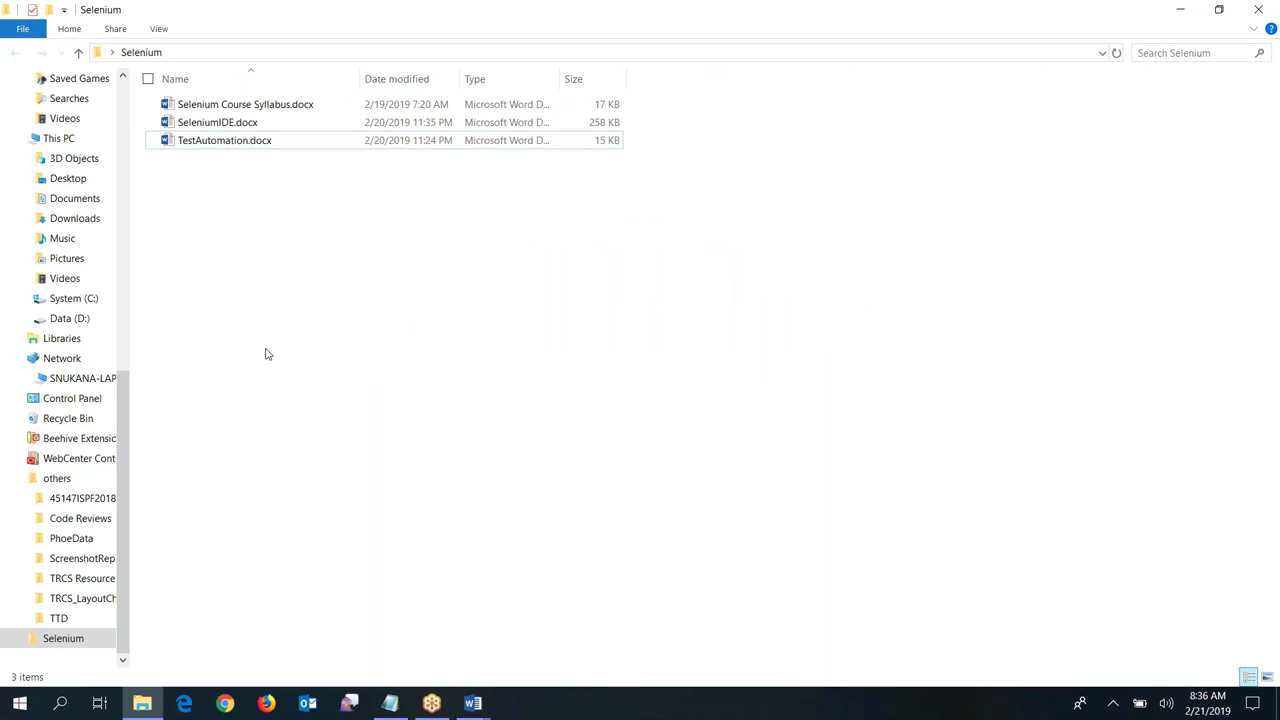 Selenium
File Home Share View
Selenium Search Selenium
Name Date modified Type Size
Selenium Course Syllabus.docx 2/19/2019 7:20 AM Microsoft Word D... 17 KB
SeleniumIDE.docx 2/20/2019 11:35 PM Microsoft Word D... 258 KB
TestAutomation.docx 2/20/2019 11:24 PM Microsoft Word D... 15 KB
Saved Games
Searches
Videos
This PC
3D Objects
Desktop
Documents
Downloads
Music
Pictures
Videos
System (C:)
Data (D:)
Libraries
Network
SNUKANA-LAP
Control Panel
Recycle Bin
Beehive Extensio
WebCenter Cont
others
45147ISPF2018
Code Reviews
PhoeData
ScreenshotRep
TRCS Resource
TRCS_LayoutCh
TTD
Selenium
3 items
8:36 AM
2/21/2019